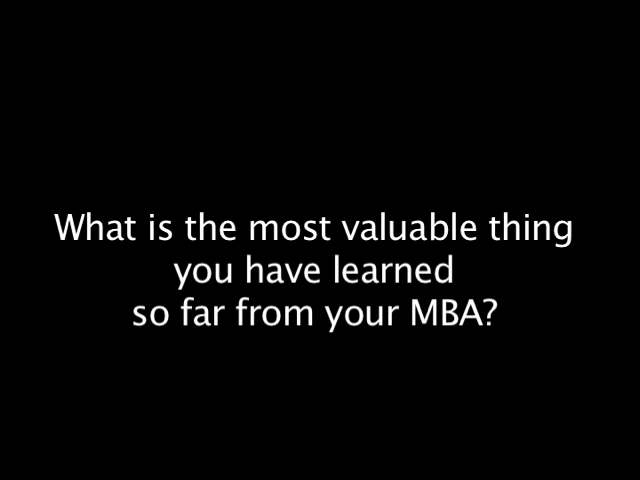 What is the most valuable thing
you have learned
so far from your MBA?